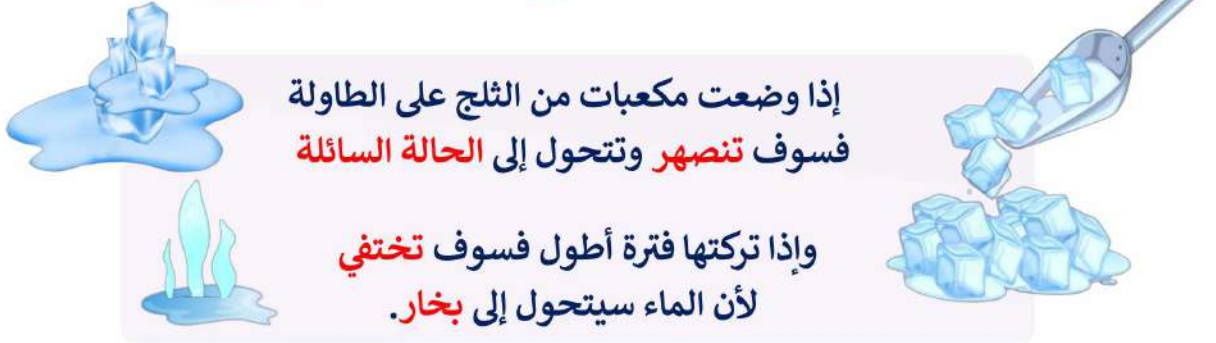 إذا وضعت مكعبات من الثلج على الطاولة
فسوف تنصهر وتتحول إلى الحالة السائلة
وإذا تركتها فترة أطول فسوف تختفي
لأن الماء سيتحول إلى بخار.